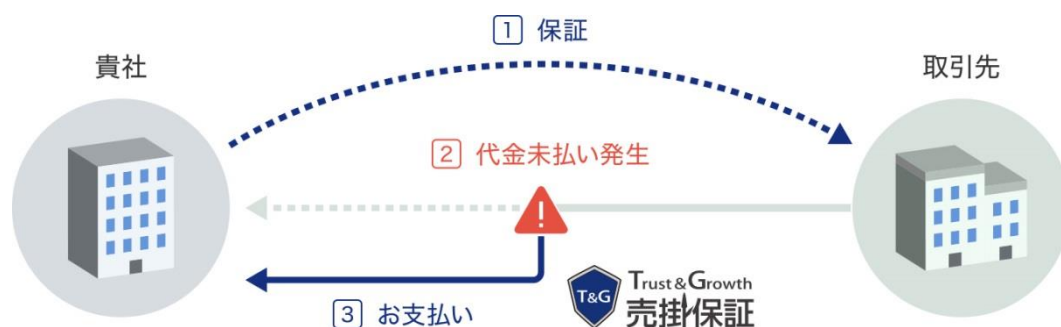 1 保証
貴社
取引先
2 代金未払い発生
T&G
Trust & Growth
売掛保証
3 お支払い